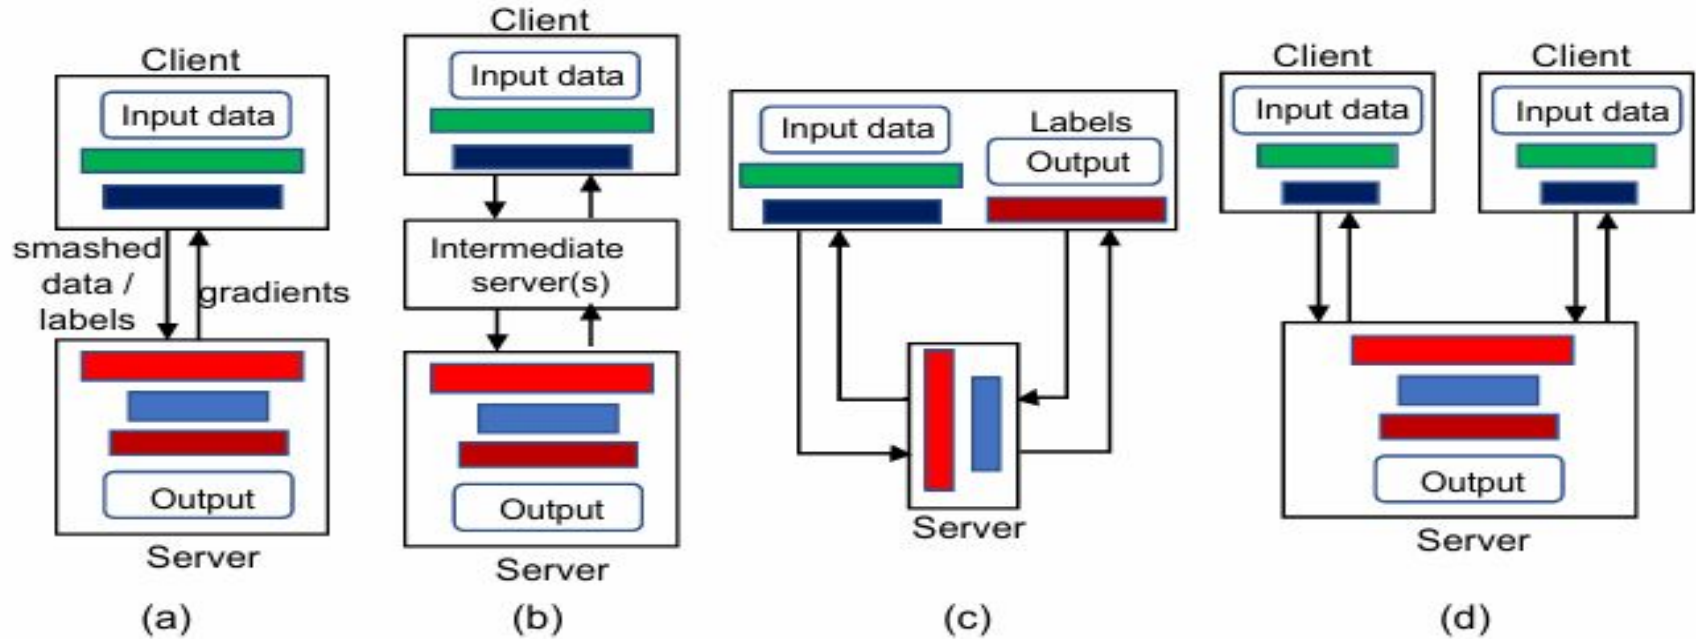 Client
Input data
smashed
data /
labels
gradients
Output
Server
(a)
Client
Input data
Intermediate
server(s)
Output
Server
(b)
Input data
Labels
Output
Server
(c)
Client
Client
Input data
Input data
Output
Server
(d)